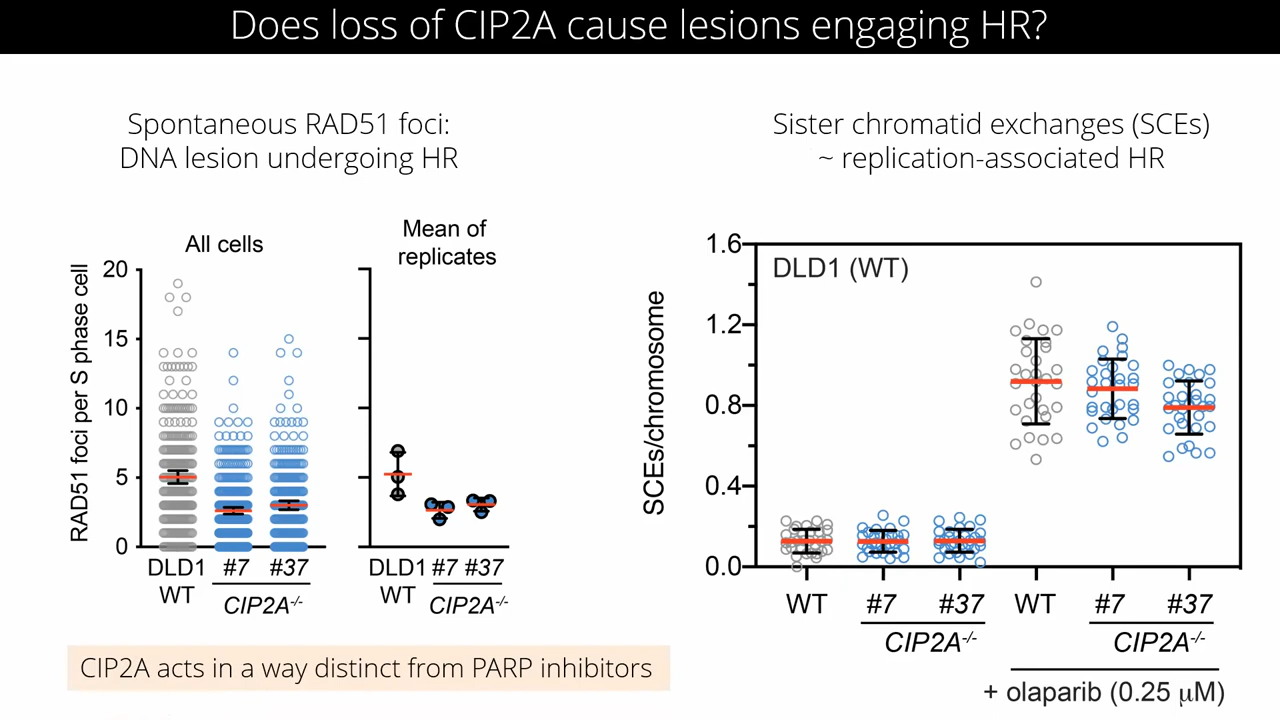 Does loss of CIP2A cause lesions engaging HR?
Spontaneous RAD51 foci:
DNA lesion undergoing HR
All cells
Mean of
replicates
RAD51 foci per S phase cell
20
15
10
5
0
DLD1
WT
#7
#37
CIP2A-/-
DLD1
WT
#7
#37
CIP2A-/-
CIP2A acts in a way distinct from PARP inhibitors
Sister chromatid exchanges (SCEs)
~ replication-associated HR
DLD1 (WT)
SCEs/chromosome
1.6
1.2
0.8
0.4
0.0
WT
#7
#37
WT
#7
#37
CIP2A-/-
CIP2A-/-
+ olaparib (0.25 μM)